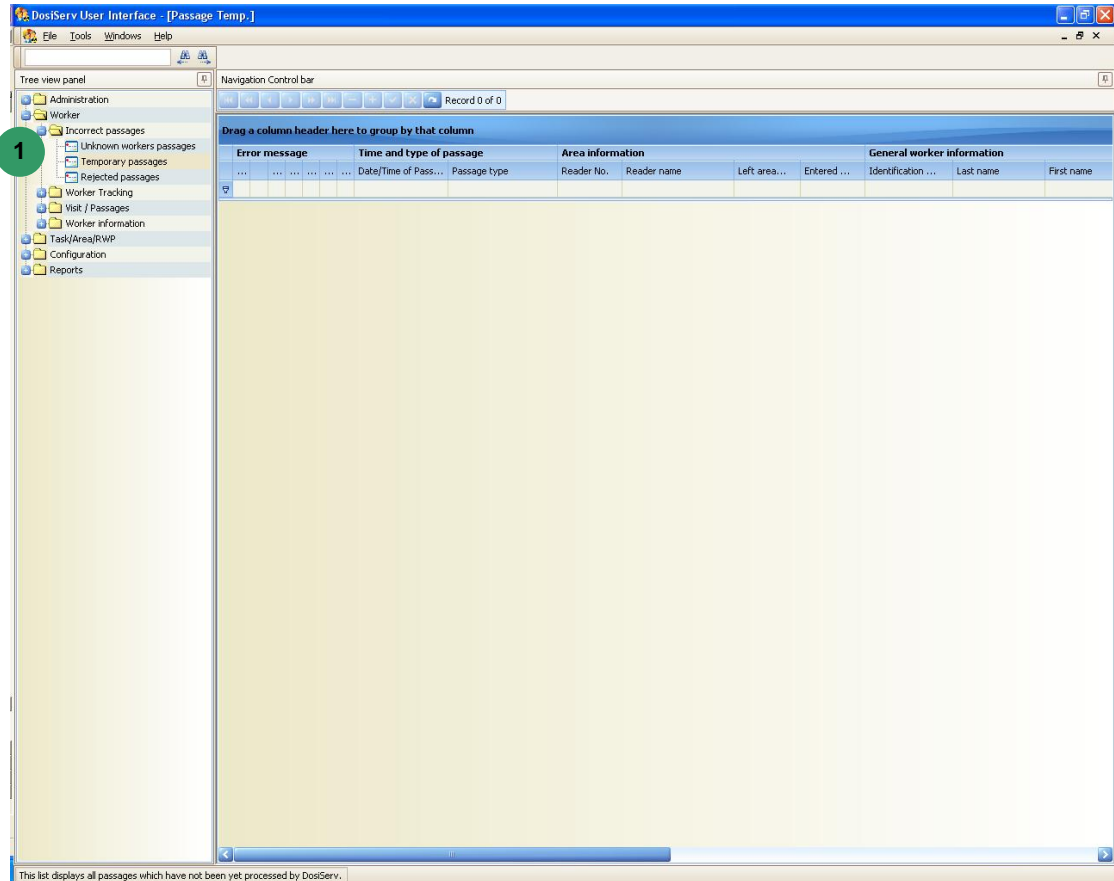 DosiServ User Interface - [Passage Temp.]
File Tools Windows Help
Tree view panel
Navigation Control bar
Administration
Worker
Incorrect passages
Unknown workers passages
Temporary passages
Rejected passages
Worker Tracking
Visit / Passages
Worker information
Task/Area/RWP
Configuration
Reports
1
Record 0 of 0
Drag a column header here to group by that column
Error message Time and type of passage Area information General worker information
... ... ... ... ... ... Date/Time of Pass... Passage type Reader No. Reader name Left area... Entered ... Identification ... Last name First name
This list displays all passages which have not been yet processed by DosiServ.